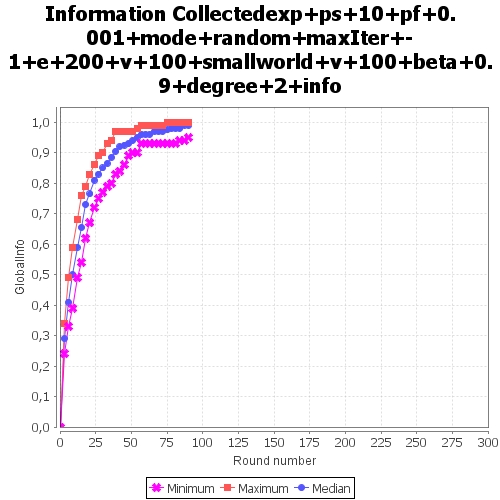 Information Collectedexp+ps+10+pf+0.
001+mode+random+maxIter+-
1+e+200+v+100+smallworld+v+100+beta+0.
9+degree+2+info
1,0
0,9
0,8
0,7
0,6
0,5
0,4
0,3
0,2
0,1
0,0
GlobalInfo
0 25 50 75 100 125 150 175 200 225 250 275 300
Round number
Minimum Maximum Median